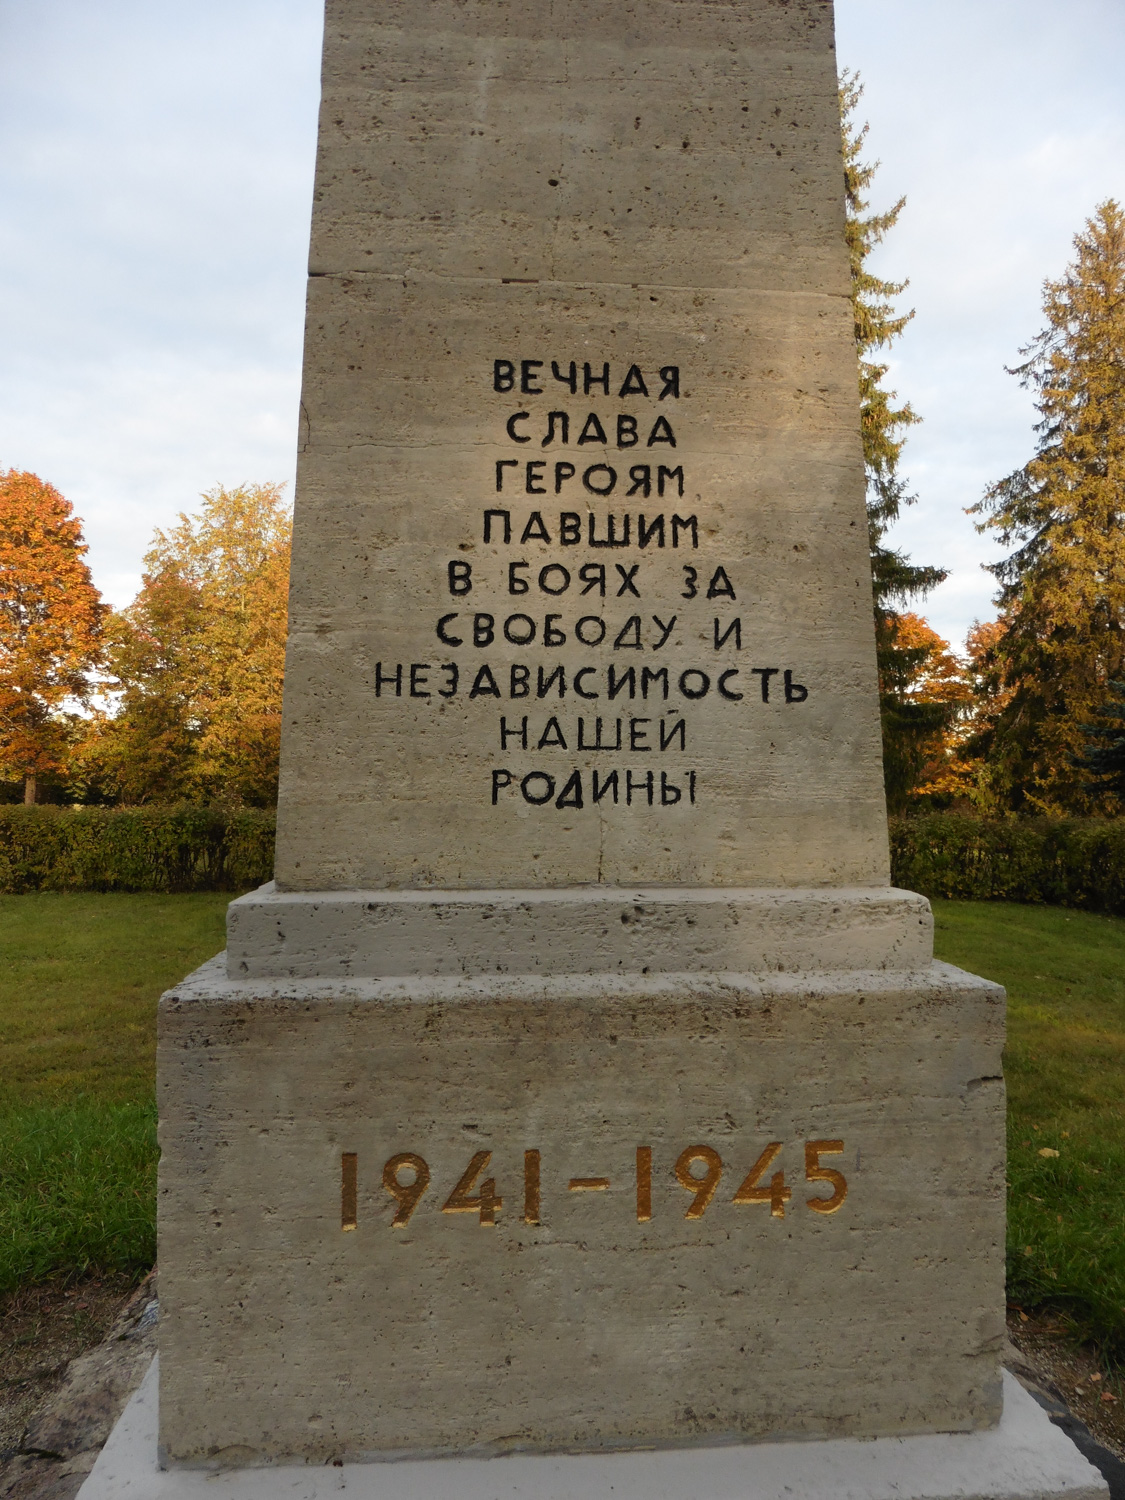 ВЕЧНАЯ
СЛАВА
ГЕРОЯМ
ПАВШИМ
В БОЯХ ЗА
СВОБОДУ И
НЕЗАВИСИМОСТЬ
НАШЕЙ
РОДИНЫ
1941-1945